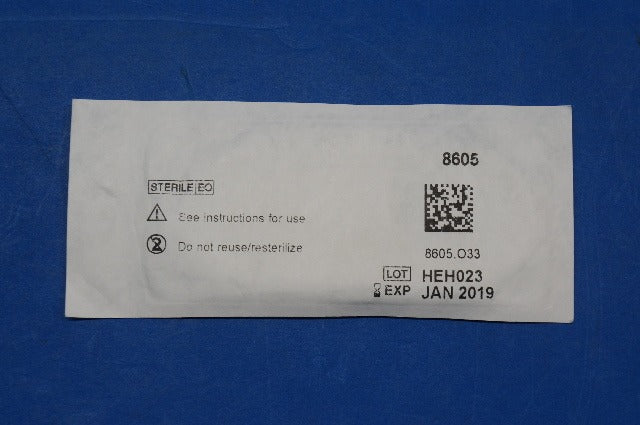 8605
STERILE EO
See instructions for use
Do not reuse/resterilize
8605.O33
LOT HEH023
EXP JAN 2019